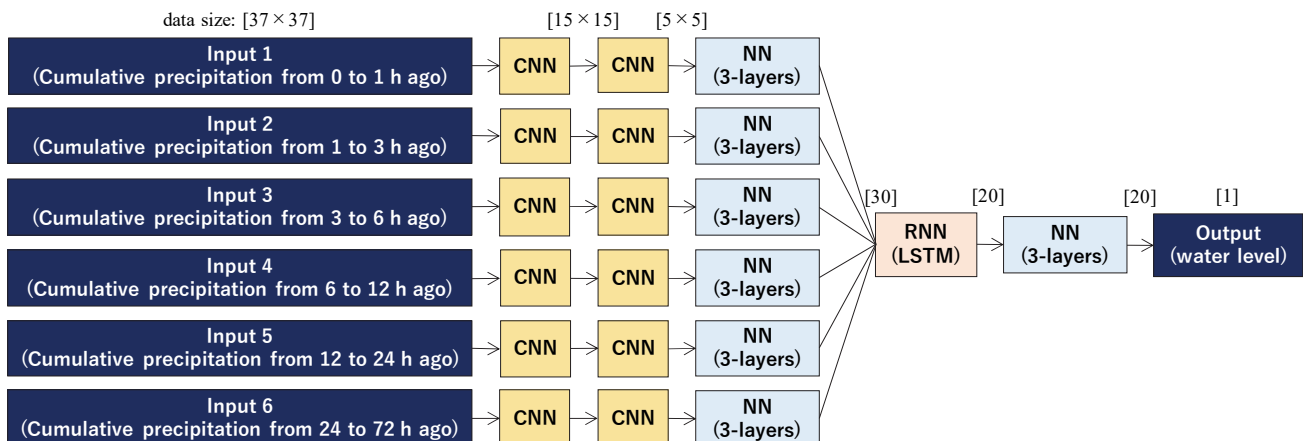 data size: [37 × 37]
[15 × 15]
[5 × 5]
Input 1
(Cumulative precipitation from 0 to 1 h ago)
CNN
CNN
NN
(3-layers)
Input 2
(Cumulative precipitation from 1 to 3 h ago)
CNN
CNN
NN
(3-layers)
Input 3
(Cumulative precipitation from 3 to 6 h ago)
CNN
CNN
NN
(3-layers)
Input 4
(Cumulative precipitation from 6 to 12 h ago)
CNN
CNN
NN
(3-layers)
Input 5
(Cumulative precipitation from 12 to 24 h ago)
CNN
CNN
NN
(3-layers)
Input 6
(Cumulative precipitation from 24 to 72 h ago)
CNN
CNN
NN
(3-layers)
[30]
RNN
(LSTM)
[20]
NN
(3-layers)
[20]
[1]
Output
(water level)